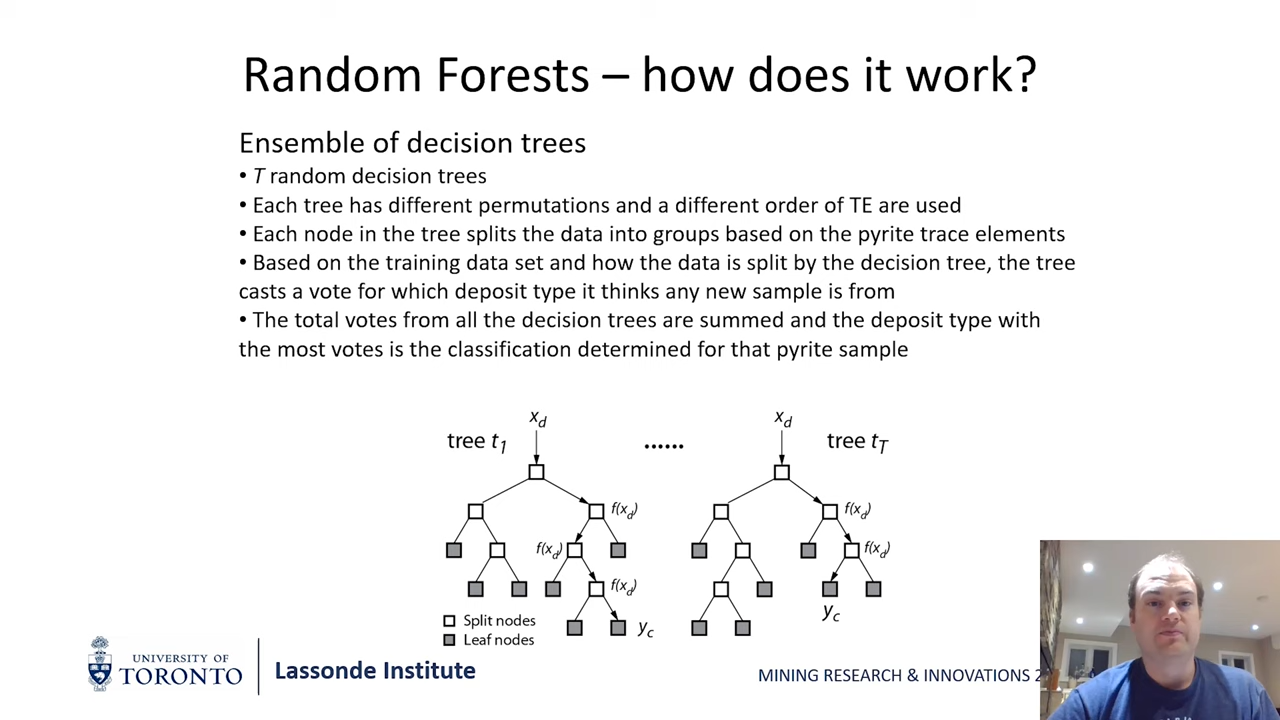 Random Forests – how does it work?
Ensemble of decision trees
• T random decision trees
• Each tree has different permutations and a different order of TE are used
• Each node in the tree splits the data into groups based on the pyrite trace elements
• Based on the training data set and how the data is split by the decision tree, the tree
casts a vote for which deposit type it thinks any new sample is from
• The total votes from all the decision trees are summed and the deposit type with
the most votes is the classification determined for that pyrite sample
x_d
x_d
tree t_1
......
tree t_T
f(x_d)
f(x_d)
f(x_d)
f(x_d)
f(x_d)
y_c
Split nodes
y_c
Leaf nodes
UNIVERSITY OF
TORONTO
Lassonde Institute
MINING RESEARCH & INNOVATIONS